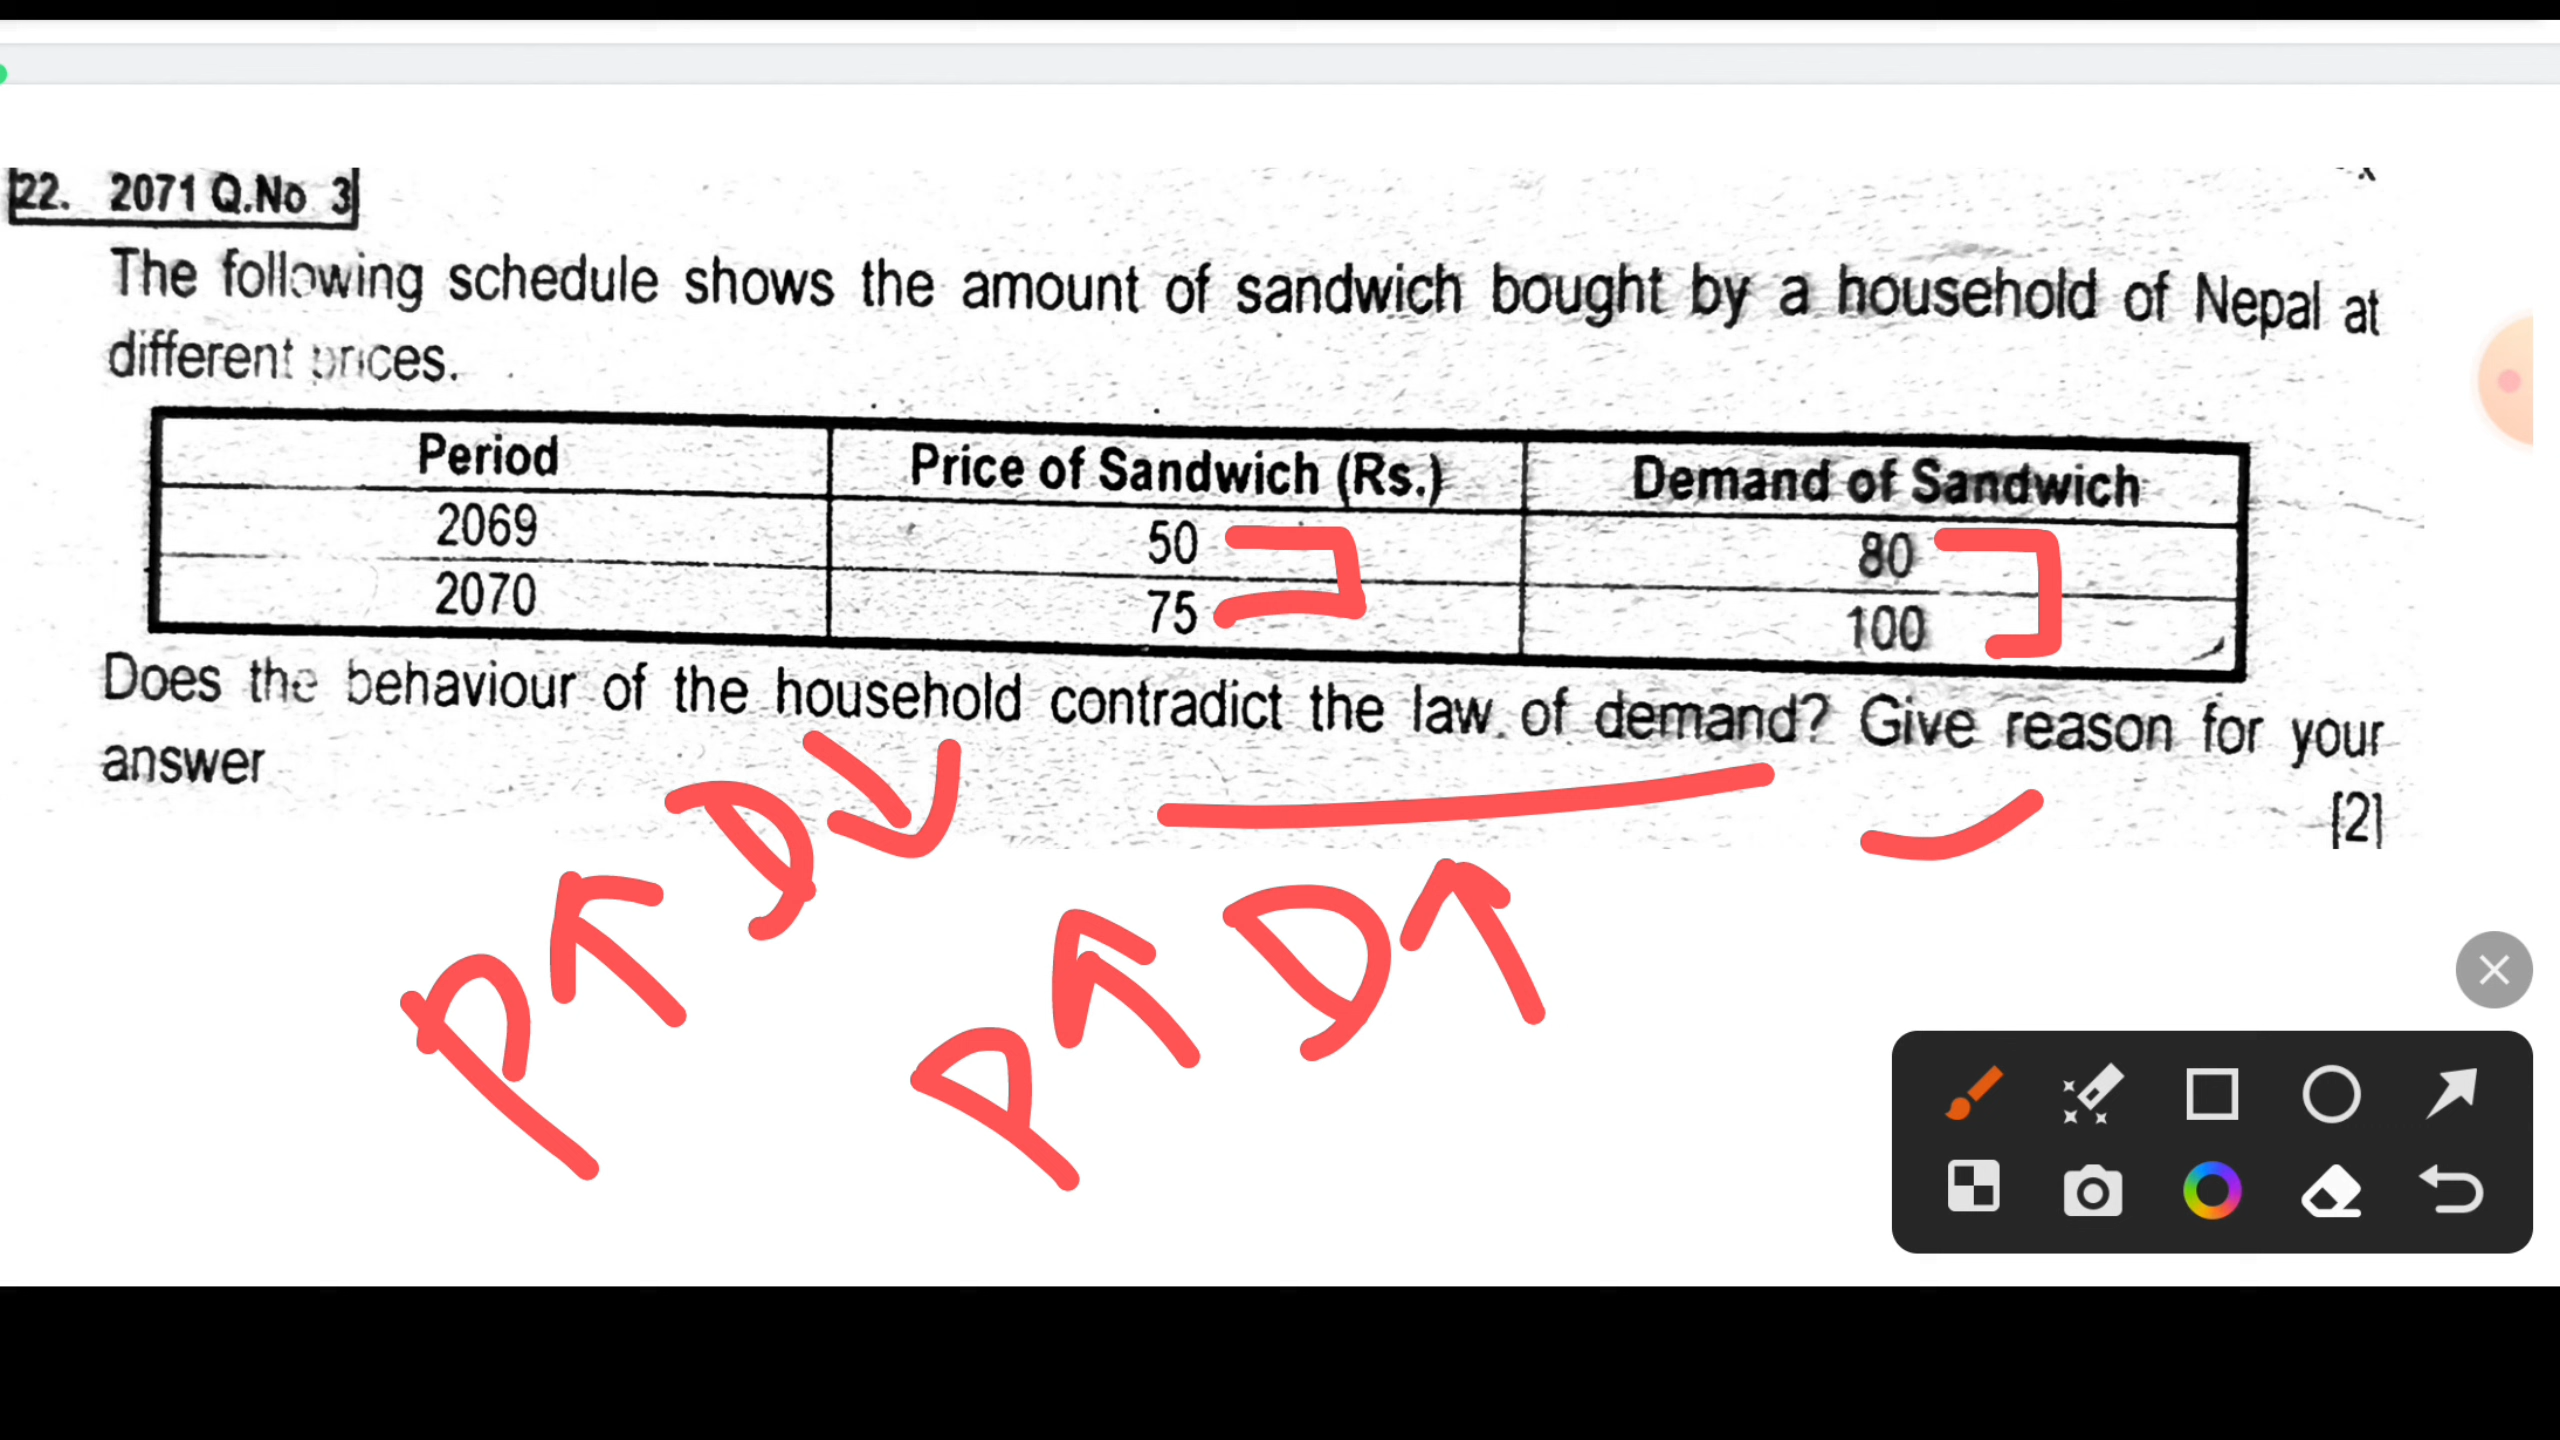 22. 2071 Q.No 3
The following schedule shows the amount of sandwich bought by a household of Nepal at
different prices.
Period Price of Sandwich (Rs.) Demand of Sandwich
2069 50 80
2070 75 100
Does the behaviour of the household contradict the law of demand? Give reason for your
answer
[2]
P↑ D↓
P↑ D↑